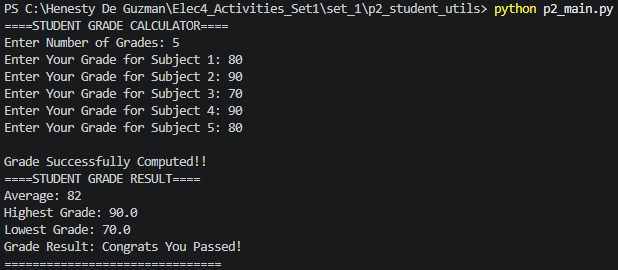 PS C:\Henesty De Guzman\Elec4_Activities_Set1\set_1\p2_student_utils> python p2_main.py
====STUDENT GRADE CALCULATOR====
Enter Number of Grades: 5
Enter Your Grade for Subject 1: 80
Enter Your Grade for Subject 2: 90
Enter Your Grade for Subject 3: 70
Enter Your Grade for Subject 4: 90
Enter Your Grade for Subject 5: 80

Grade Successfully Computed!!
====STUDENT GRADE RESULT====
Average: 82
Highest Grade: 90.0
Lowest Grade: 70.0
Grade Result: Congrats You Passed!
===============================